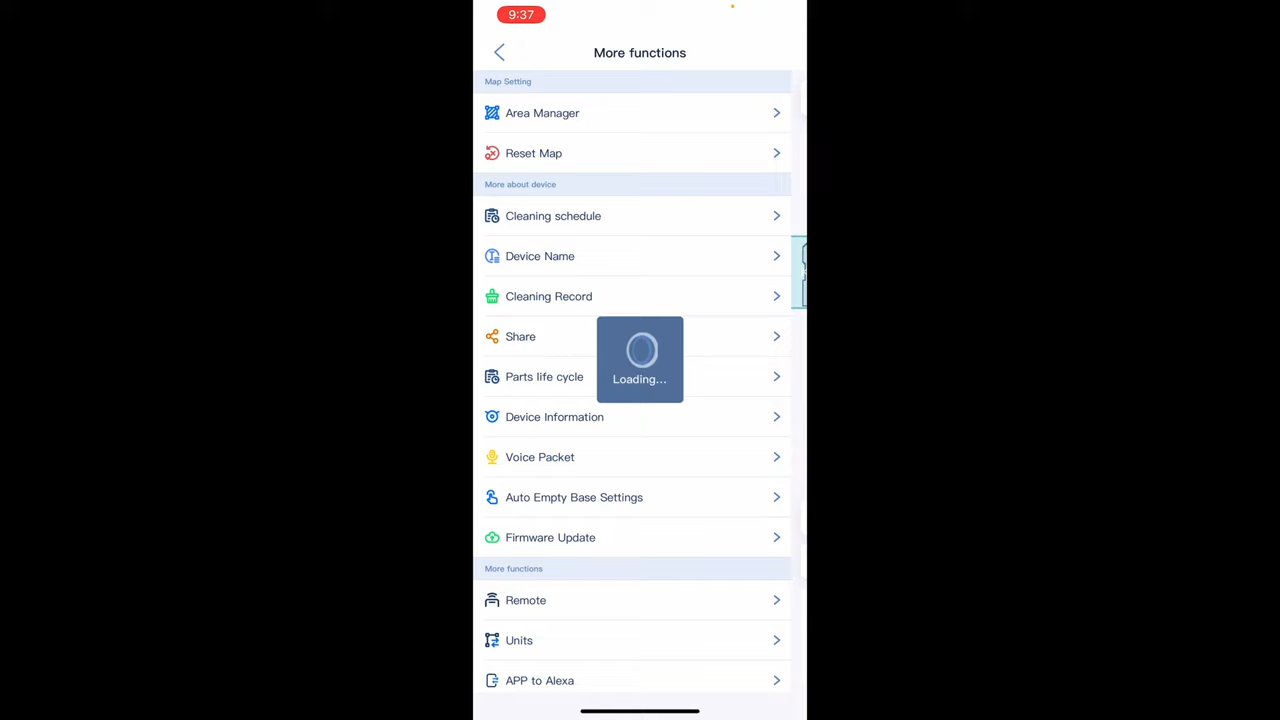 9:37
More functions
Map Setting
Area Manager
Reset Map
More about device
Cleaning schedule
Device Name
Cleaning Record
Share
Loading...
Parts life cycle
Device Information
Voice Packet
Auto Empty Base Settings
Firmware Update
More functions
Remote
Units
APP to Alexa